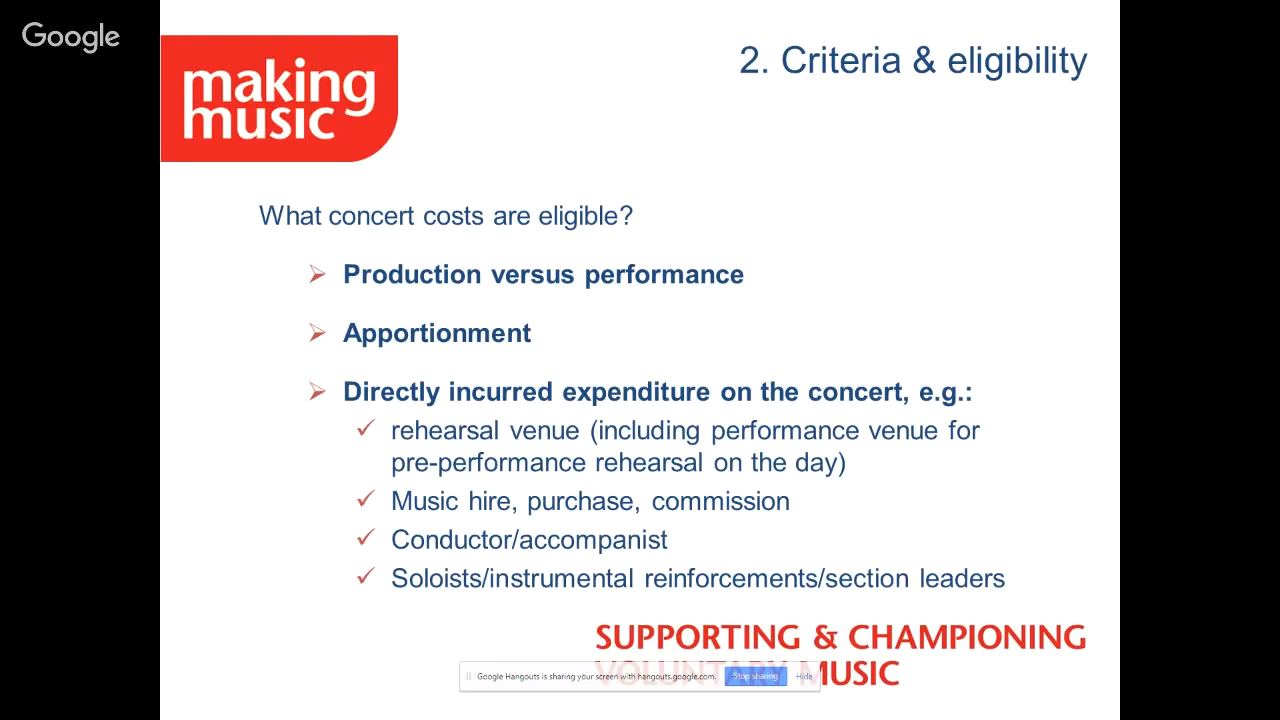 Google
making
music
2. Criteria & eligibility
What concert costs are eligible?
Production versus performance
Apportionment
Directly incurred expenditure on the concert, e.g.:
rehearsal venue (including performance venue for
pre-performance rehearsal on the day)
Music hire, purchase, commission
Conductor/accompanist
Soloists/instrumental reinforcements/section leaders
SUPPORTING & CHAMPIONING
VOLUNTARY MUSIC
Google Hangouts is sharing your screen with hangouts.google.com.
Stop sharing
Hide